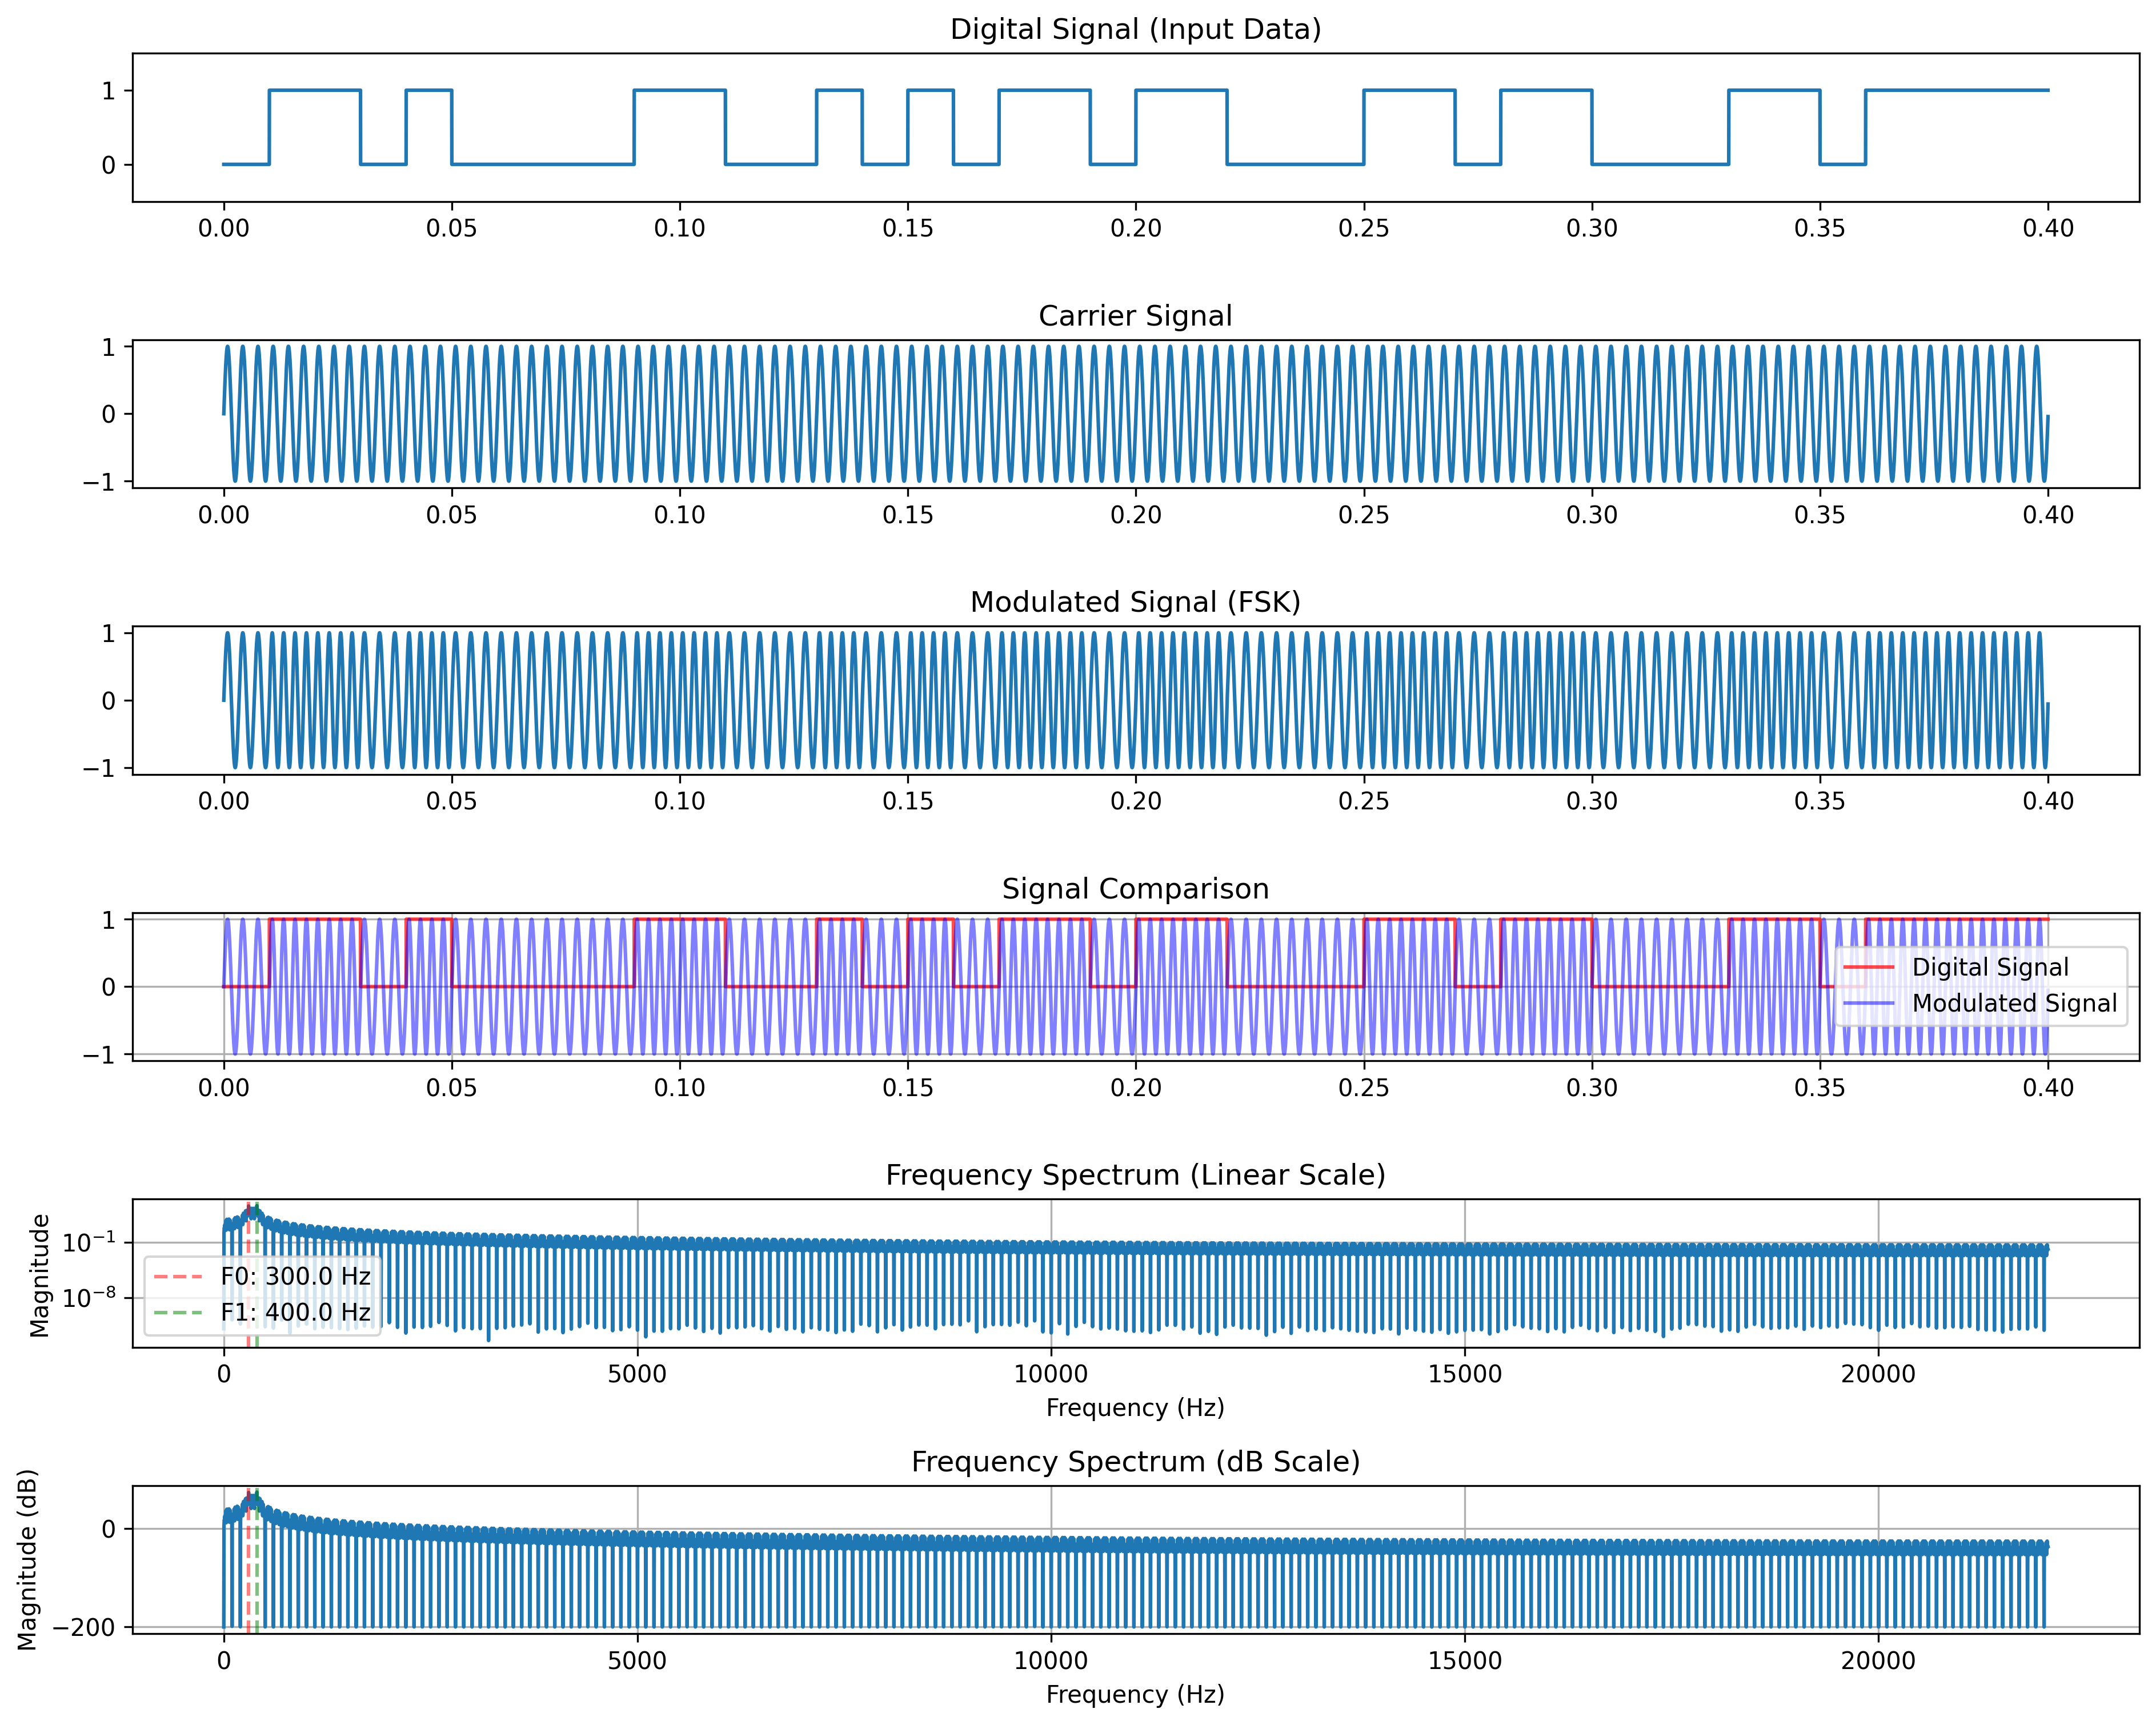 Digital Signal (Input Data)
1
0
0.00 0.05 0.10 0.15 0.20 0.25 0.30 0.35 0.40
Carrier Signal
1
0
−1
0.00 0.05 0.10 0.15 0.20 0.25 0.30 0.35 0.40
Modulated Signal (FSK)
1
0
−1
0.00 0.05 0.10 0.15 0.20 0.25 0.30 0.35 0.40
Signal Comparison
1
0
−1
Digital Signal
Modulated Signal
0.00 0.05 0.10 0.15 0.20 0.25 0.30 0.35 0.40
Frequency Spectrum (Linear Scale)
Magnitude
10⁻¹
10⁻⁸
F0: 300.0 Hz
F1: 400.0 Hz
0 5000 10000 15000 20000
Frequency (Hz)
Frequency Spectrum (dB Scale)
Magnitude (dB)
0
−200
0 5000 10000 15000 20000
Frequency (Hz)